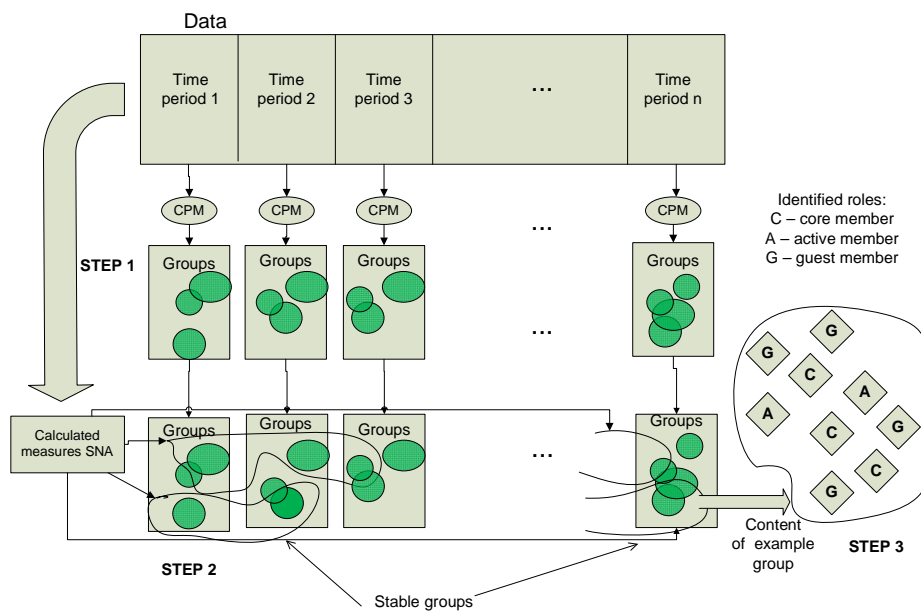 Data
Time
period 1
Time
period 2
Time
period 3
...
Time
period n
CPM
CPM
CPM
CPM
Identified roles:
C – core member
A – active member
G – guest member
STEP 1
Groups
Groups
Groups
...
Groups
...
G
G
C
A
A
C
G
C
G
Calculated
measures SNA
Groups
Groups
Groups
...
Groups
Content
of example
group
STEP 3
STEP 2
Stable groups